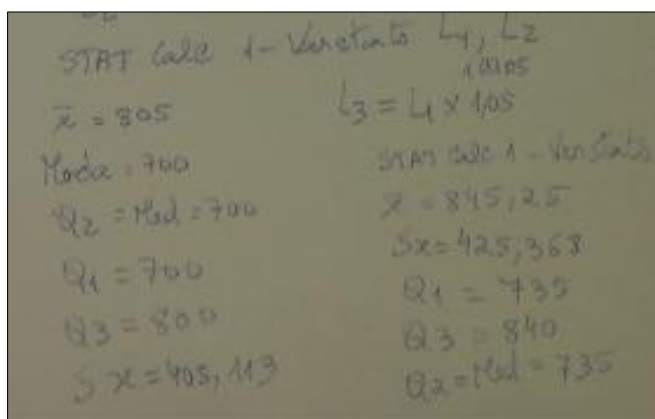 STAT Calc 1-VarStats L1, L2
x̄ = 805
Moda = 700
Q2 = Med = 700
Q1 = 700
Q3 = 800
Sx = 405,113
L3 = L1 x 1,05
STAT Calc 1-VarStats
x̄ = 845,25
Sx = 425,368
Q1 = 735
Q3 = 840
Q2 = Med = 735